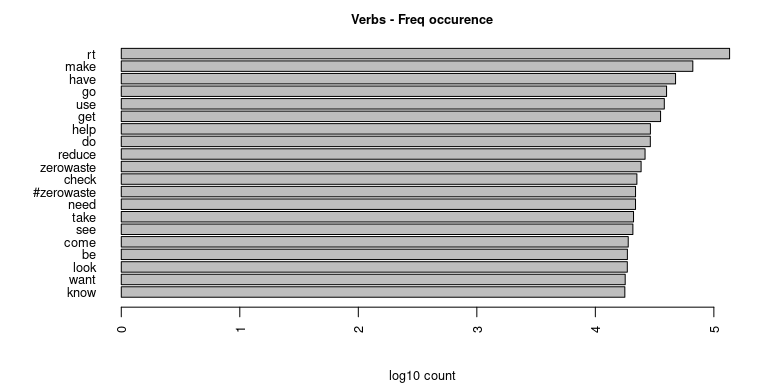 Verbs - Freq occurence
rt
make
have
go
use
get
help
do
reduce
zerowaste
check
#zerowaste
need
take
see
come
be
look
want
know
0 1 2 3 4 5
log10 count